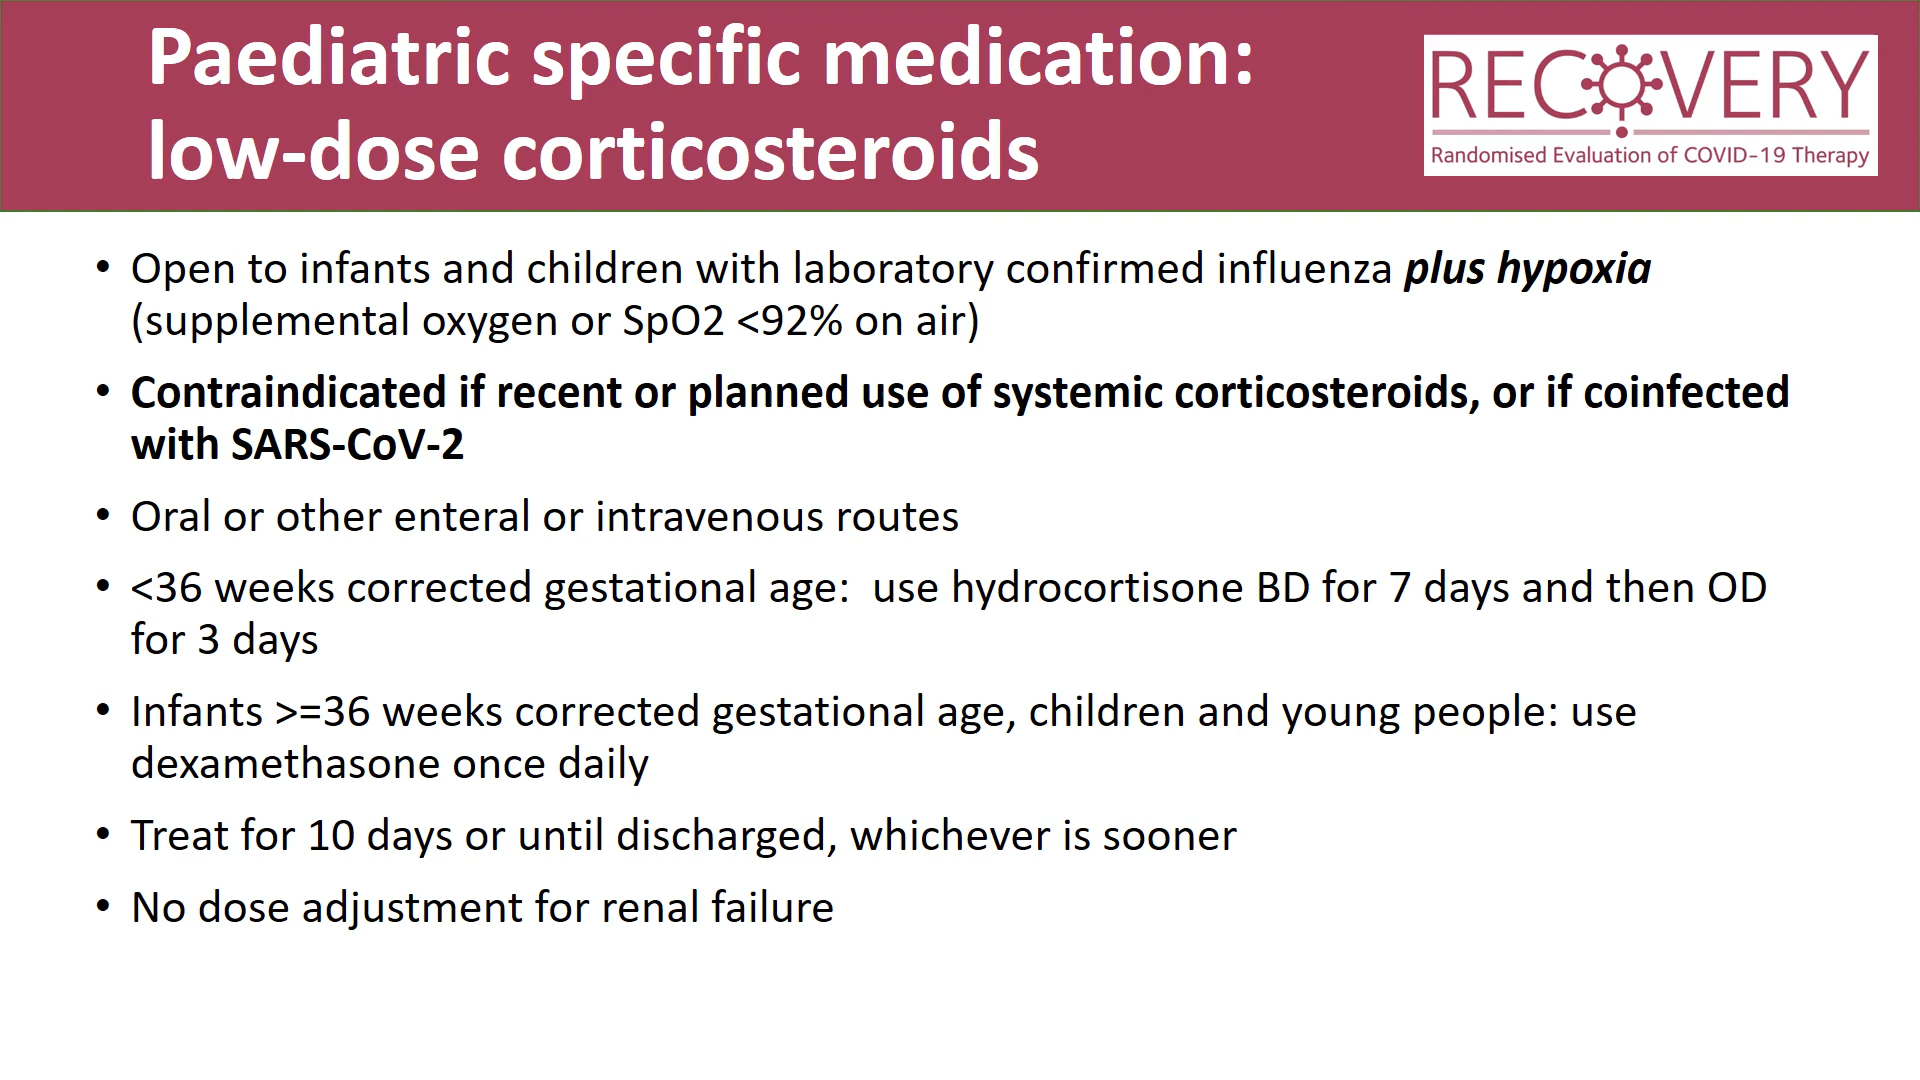 Paediatric specific medication:
low-dose corticosteroids
RECOVERY
Randomised Evaluation of COVID-19 Therapy
• Open to infants and children with laboratory confirmed influenza plus hypoxia
(supplemental oxygen or SpO2 <92% on air)
• Contraindicated if recent or planned use of systemic corticosteroids, or if coinfected
with SARS-CoV-2
• Oral or other enteral or intravenous routes
• <36 weeks corrected gestational age:  use hydrocortisone BD for 7 days and then OD
for 3 days
• Infants >=36 weeks corrected gestational age, children and young people: use
dexamethasone once daily
• Treat for 10 days or until discharged, whichever is sooner
• No dose adjustment for renal failure